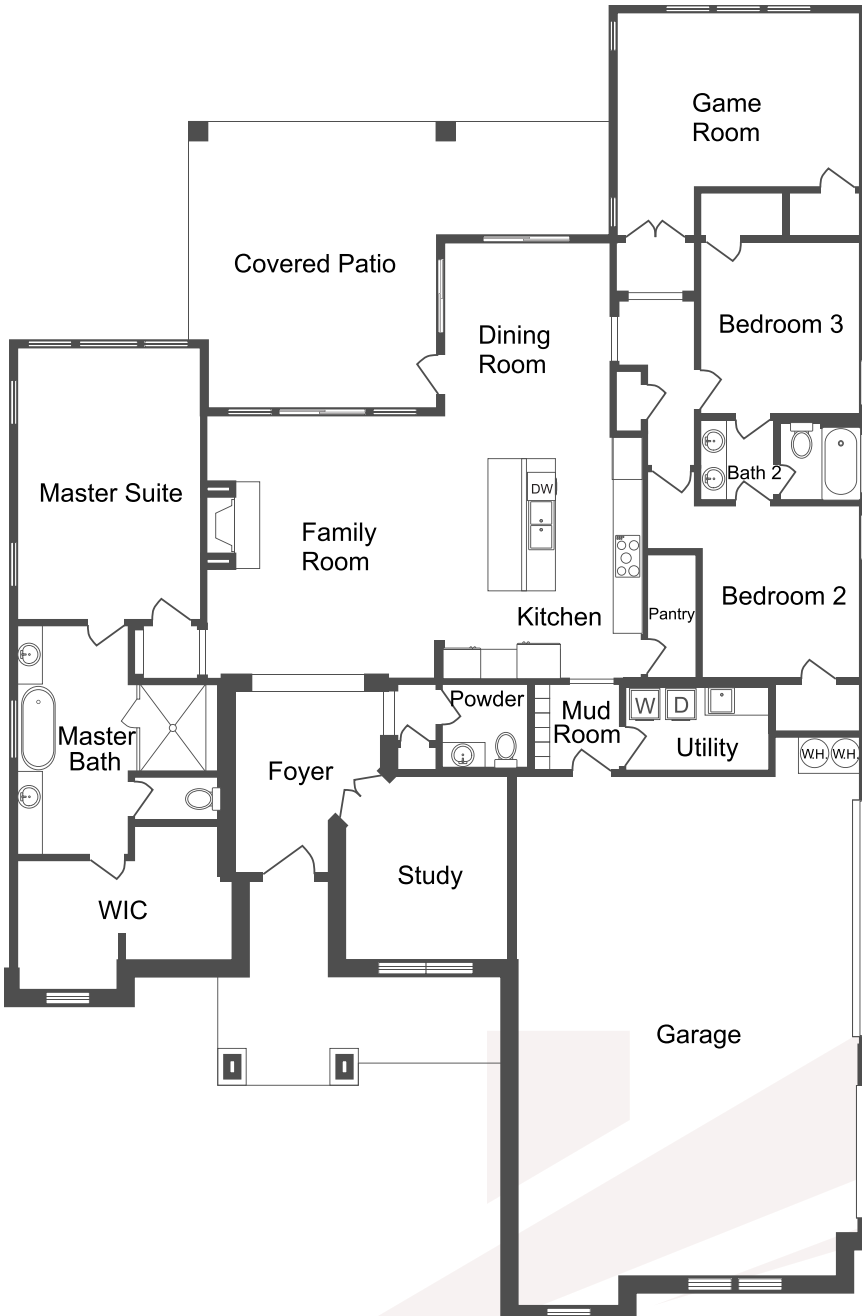 Game
Room
Covered Patio
Dining
Room
Bedroom 3
Master Suite
DW
Bath 2
Family
Room
Kitchen
Pantry
Bedroom 2
Powder
Mud
Room
W
D
Utility
Master
Bath
Foyer
W.H.
W.H.
Study
WIC
Garage